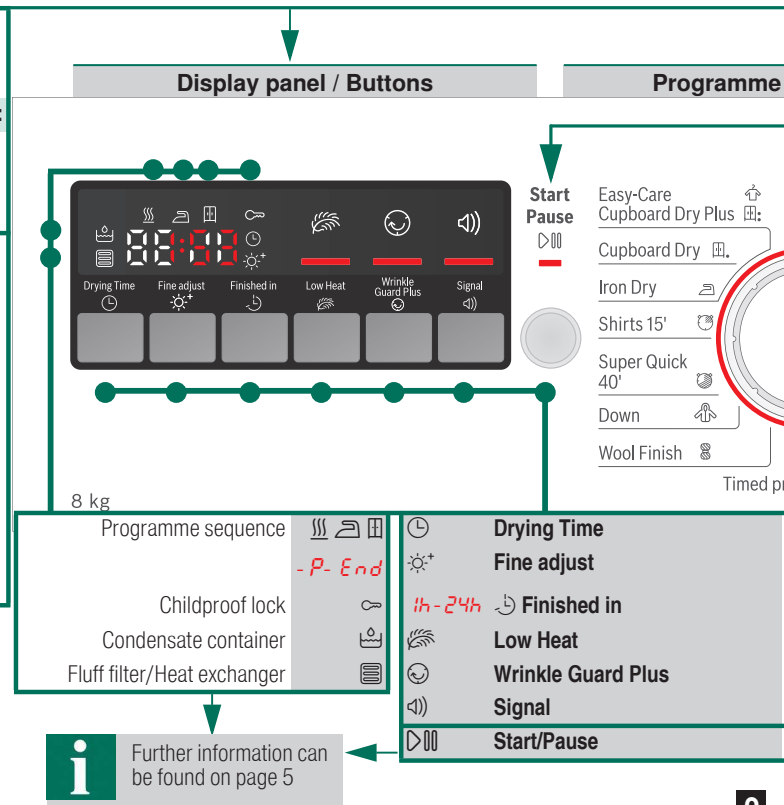 Display panel / Buttons
Programme
Start
Pause
Easy-Care
Cupboard Dry Plus
Cupboard Dry
Iron Dry
Shirts 15'
Super Quick
40'
Down
Wool Finish
Timed pr
Drying Time
Fine adjust
Finished in
Low Heat
Wrinkle
Guard Plus
Signal
8 kg
Programme sequence
-P- End
Childproof lock
Condensate container
Fluff filter/Heat exchanger
Drying Time
Fine adjust
1h-24h Finished in
Low Heat
Wrinkle Guard Plus
Signal
Start/Pause
i
Further information can
be found on page 5